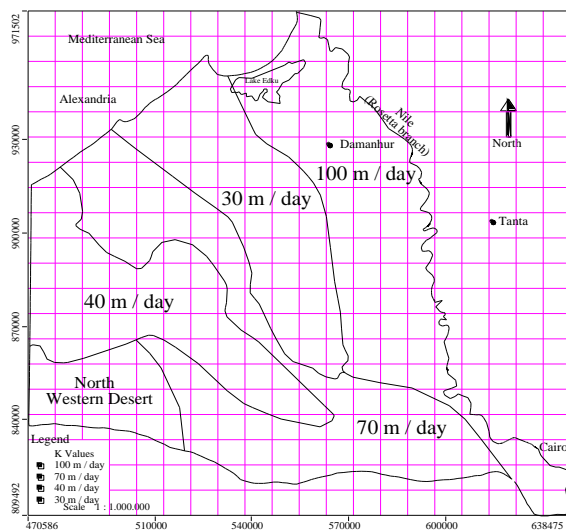 971502
Mediterranean Sea
Lake Edku
Alexandria
Nile
(Rosetta branch)
930000
Damanhur
North
100 m / day
30 m / day
Tanta
900000
40 m / day
870000
North
Western Desert
840000
70 m / day
Legend
Cairo
K Values
100 m / day
70 m / day
40 m / day
30 m / day
Scale 1 : 1.000.000
809492
470586
510000
540000
570000
600000
638475